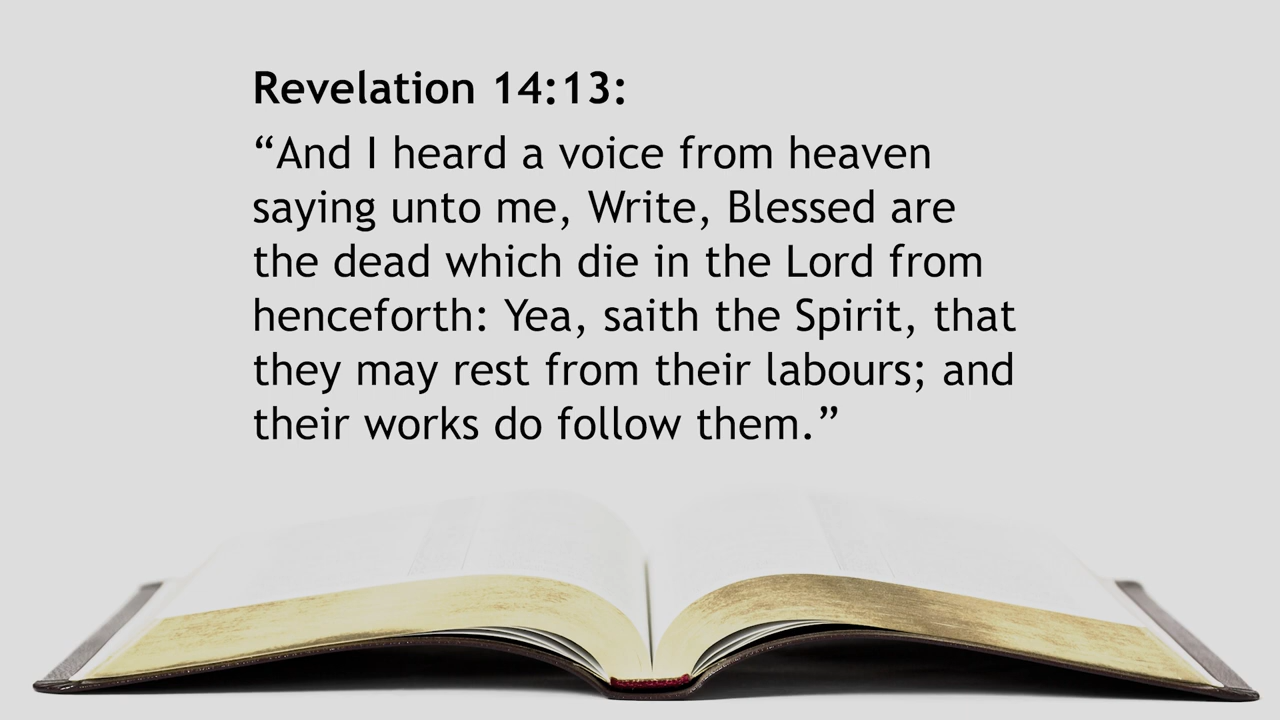 Revelation 14:13:
“And I heard a voice from heaven
saying unto me, Write, Blessed are
the dead which die in the Lord from
henceforth: Yea, saith the Spirit, that
they may rest from their labours; and
their works do follow them.”